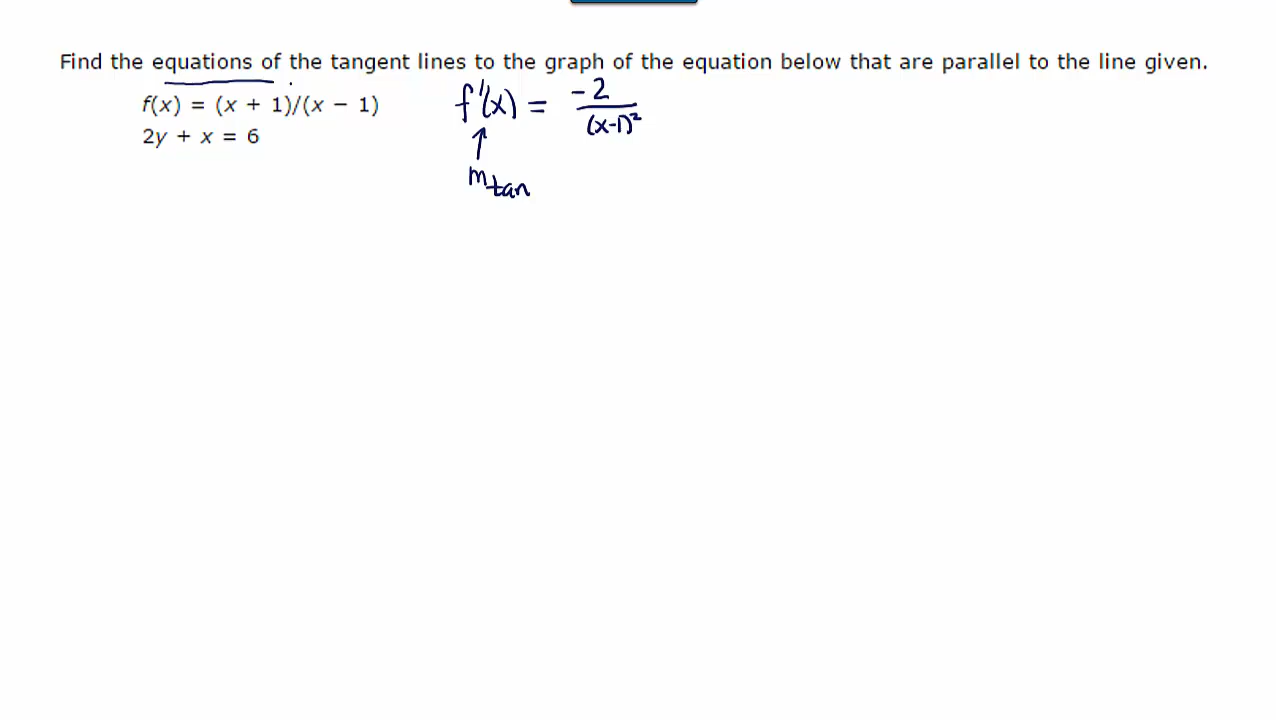 Find the equations of the tangent lines to the graph of the equation below that are parallel to the line given.
f(x) = (x + 1)/(x − 1)
2y + x = 6
f'(x) = -2/(x-1)²
↑
m tan